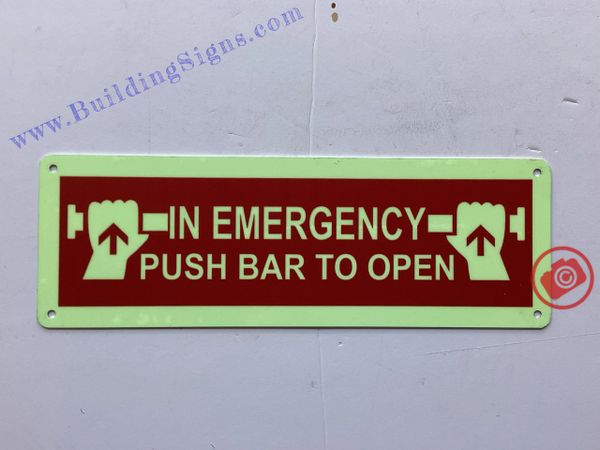 www.BuildingSigns.com
IN EMERGENCY
PUSH BAR TO OPEN